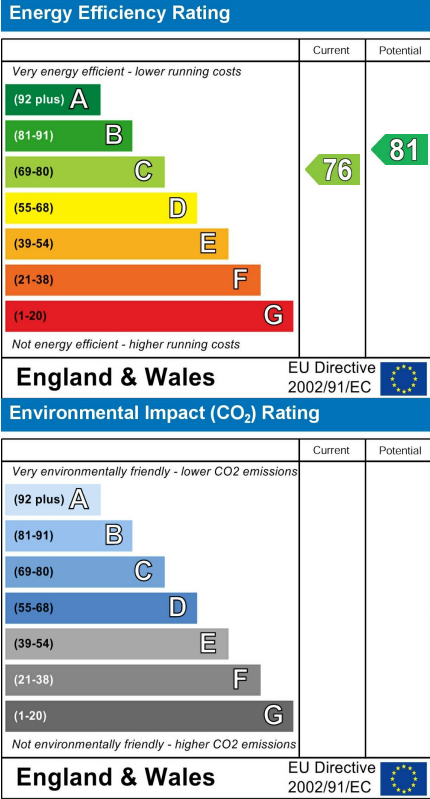 Energy Efficiency Rating
Current Potential
Very energy efficient - lower running costs
(92 plus) A
(81-91) B
(69-80) C
(55-68) D
(39-54) E
(21-38) F
(1-20) G
76
81
Not energy efficient - higher running costs
England & Wales
EU Directive
2002/91/EC
Environmental Impact (CO₂) Rating
Current Potential
Very environmentally friendly - lower CO2 emissions
(92 plus) A
(81-91) B
(69-80) C
(55-68) D
(39-54) E
(21-38) F
(1-20) G
Not environmentally friendly - higher CO2 emissions
England & Wales
EU Directive
2002/91/EC